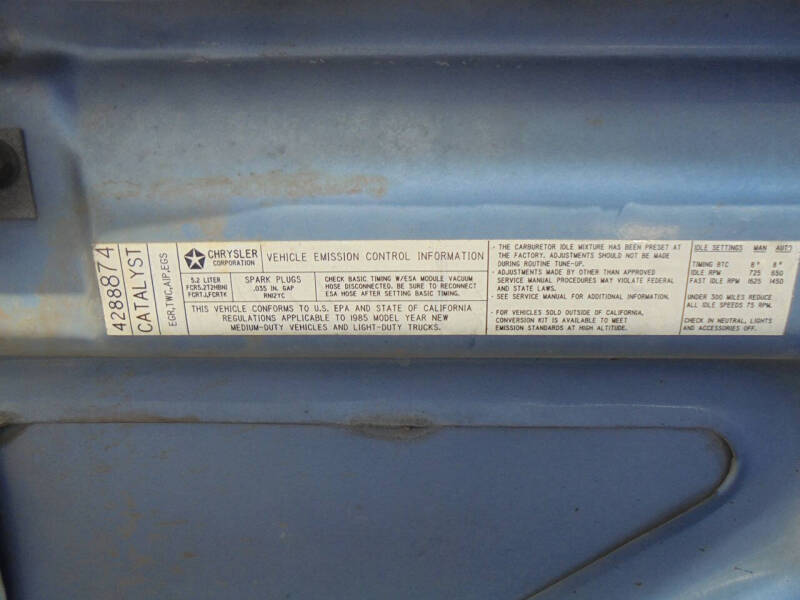 4288874
CATALYST
EGR,TWC,AIP,EGS
CHRYSLER
CORPORATION
VEHICLE EMISSION CONTROL INFORMATION
5.2 LITER
FCR5.2T2HBNI
FCRTJ,FCRTK
SPARK PLUGS
.035 IN. GAP
RN12YC
CHECK BASIC TIMING W/ESA MODULE VACUUM
HOSE DISCONNECTED. BE SURE TO RECONNECT
ESA HOSE AFTER SETTING BASIC TIMING.
THIS VEHICLE CONFORMS TO U.S. EPA AND STATE OF CALIFORNIA
REGULATIONS APPLICABLE TO 1985 MODEL YEAR NEW
MEDIUM-DUTY VEHICLES AND LIGHT-DUTY TRUCKS.
- THE CARBURETOR IDLE MIXTURE HAS BEEN PRESET AT
THE FACTORY. ADJUSTMENTS SHOULD NOT BE MADE
DURING ROUTINE TUNE-UP.
- ADJUSTMENTS MADE BY OTHER THAN APPROVED
SERVICE MANUAL PROCEDURES MAY VIOLATE FEDERAL
AND STATE LAWS.
- SEE SERVICE MANUAL FOR ADDITIONAL INFORMATION.
- FOR VEHICLES SOLD OUTSIDE OF CALIFORNIA,
CONVERSION KIT IS AVAILABLE TO MEET
EMISSION STANDARDS AT HIGH ALTITUDE.
IDLE SETTINGS MAN AUTO
TIMING BTC 8° 8°
IDLE RPM 725 650
FAST IDLE RPM 1625 1450
UNDER 300 MILES REDUCE
ALL IDLE SPEEDS 75 RPM.
CHECK IN NEUTRAL, LIGHTS
AND ACCESSORIES OFF.